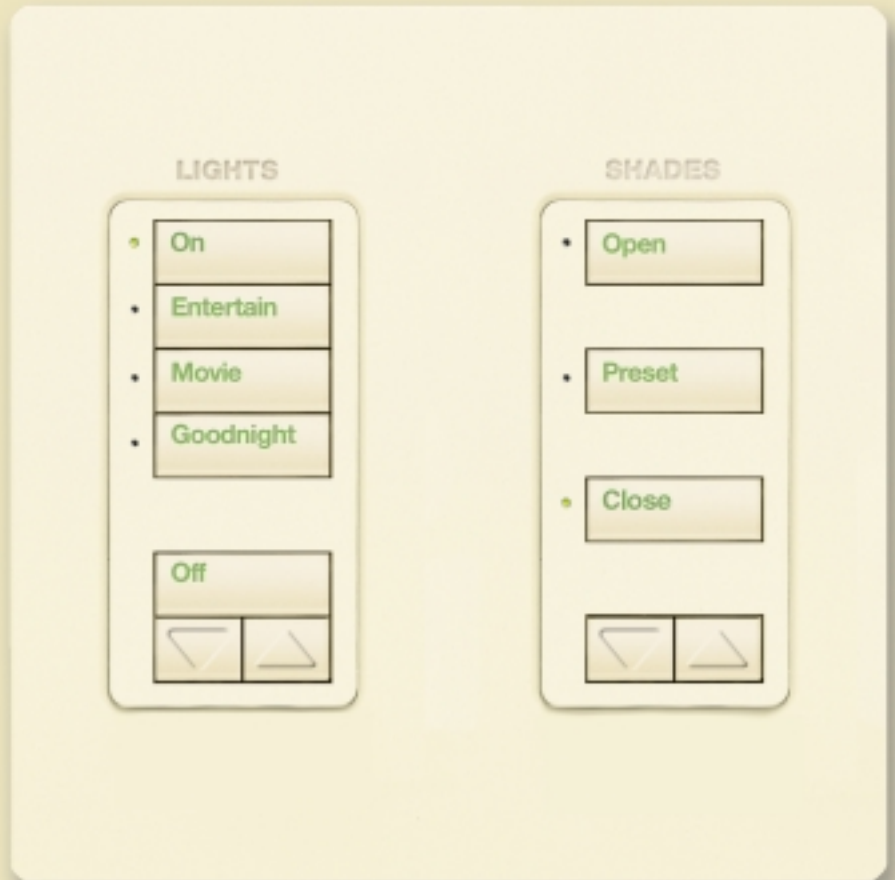 LIGHTS
On
Entertain
Movie
Goodnight
Off
SHADES
Open
Preset
Close